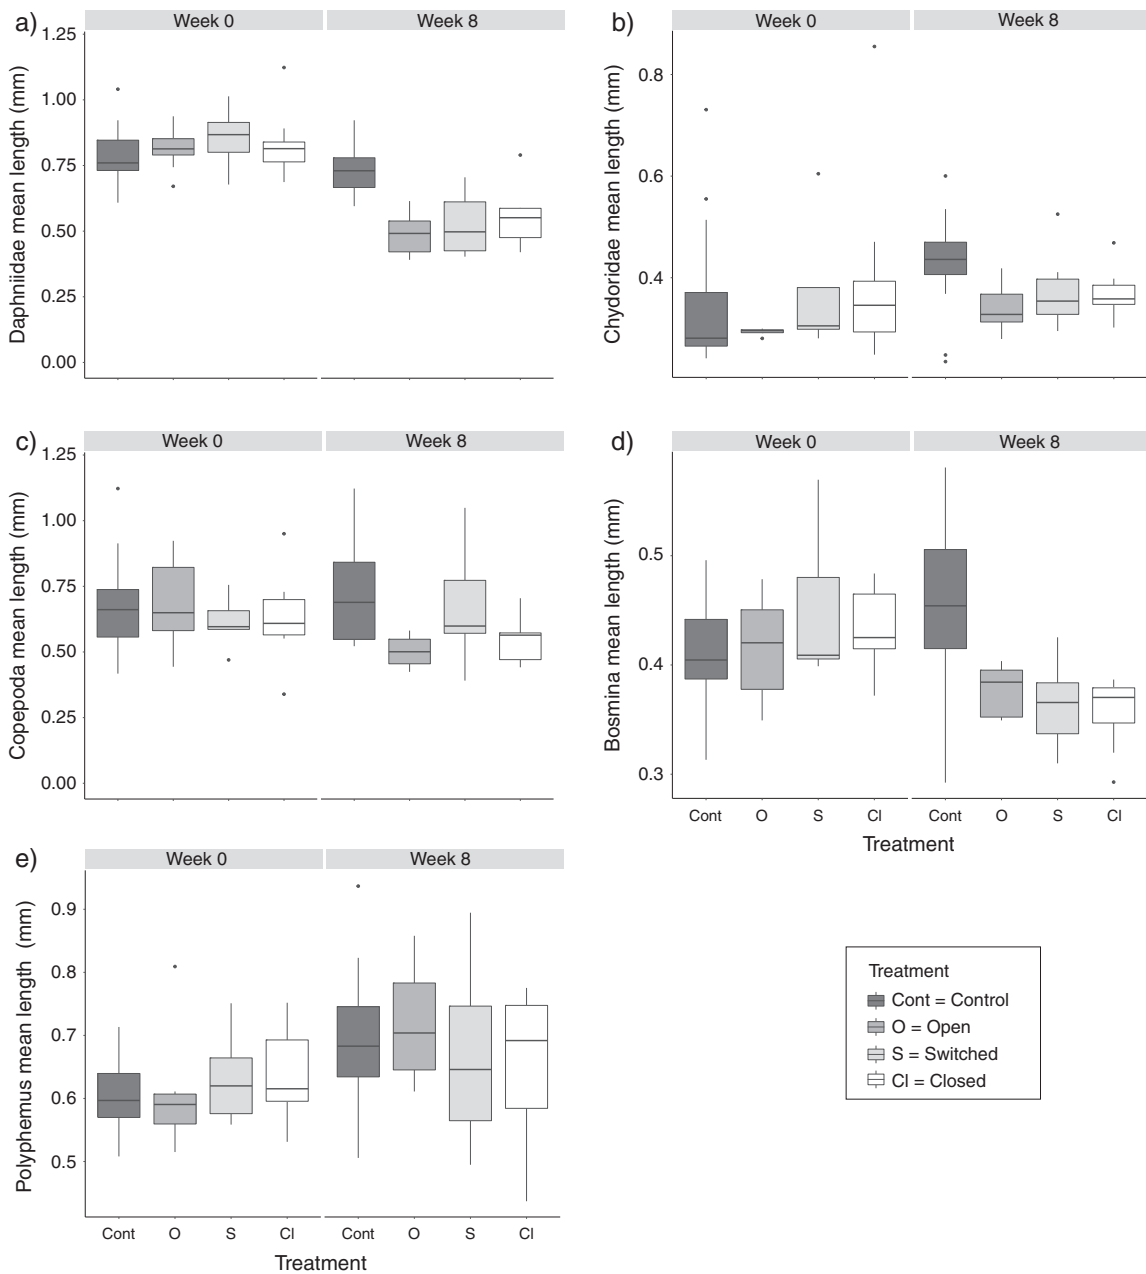 a)
Week 0 Week 8
Daphniidae mean length (mm)
1.25
1.00
0.75
0.50
0.25
0.00
b)
Week 0 Week 8
Chydoridae mean length (mm)
0.8
0.6
0.4
c)
Week 0 Week 8
Copepoda mean length (mm)
1.25
1.00
0.75
0.50
0.25
0.00
d)
Week 0 Week 8
Bosmina mean length (mm)
0.5
0.4
0.3
Cont O S Cl Cont O S Cl
Treatment
e)
Week 0 Week 8
Polyphemus mean length (mm)
0.9
0.8
0.7
0.6
0.5
Cont O S Cl Cont O S Cl
Treatment
Treatment
Cont = Control
O = Open
S = Switched
Cl = Closed